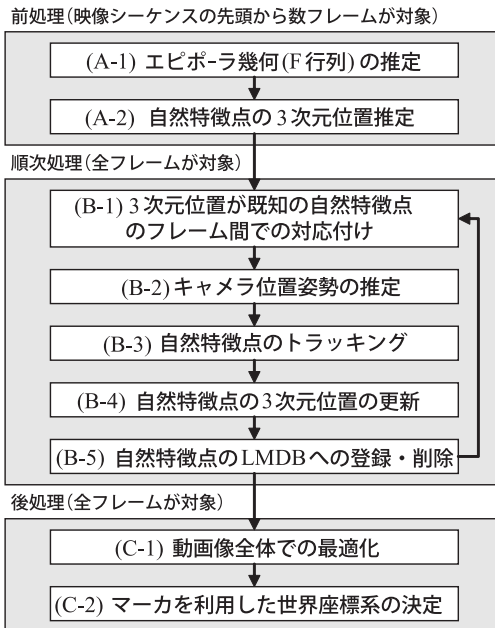 前処理(映像シーケンスの先頭から数フレームが対象)
(A-1) エピポーラ幾何(F 行列) の推定
(A-2) 自然特徴点の3次元位置推定
順次処理(全フレームが対象)
(B-1) 3次元位置が既知の自然特徴点
のフレーム間での対応付け
(B-2) キャメラ位置姿勢の推定
(B-3) 自然特徴点のトラッキング
(B-4) 自然特徴点の3次元位置の更新
(B-5) 自然特徴点のLMDBへの登録・削除
後処理(全フレームが対象)
(C-1) 動画像全体での最適化
(C-2) マーカを利用した世界座標系の決定